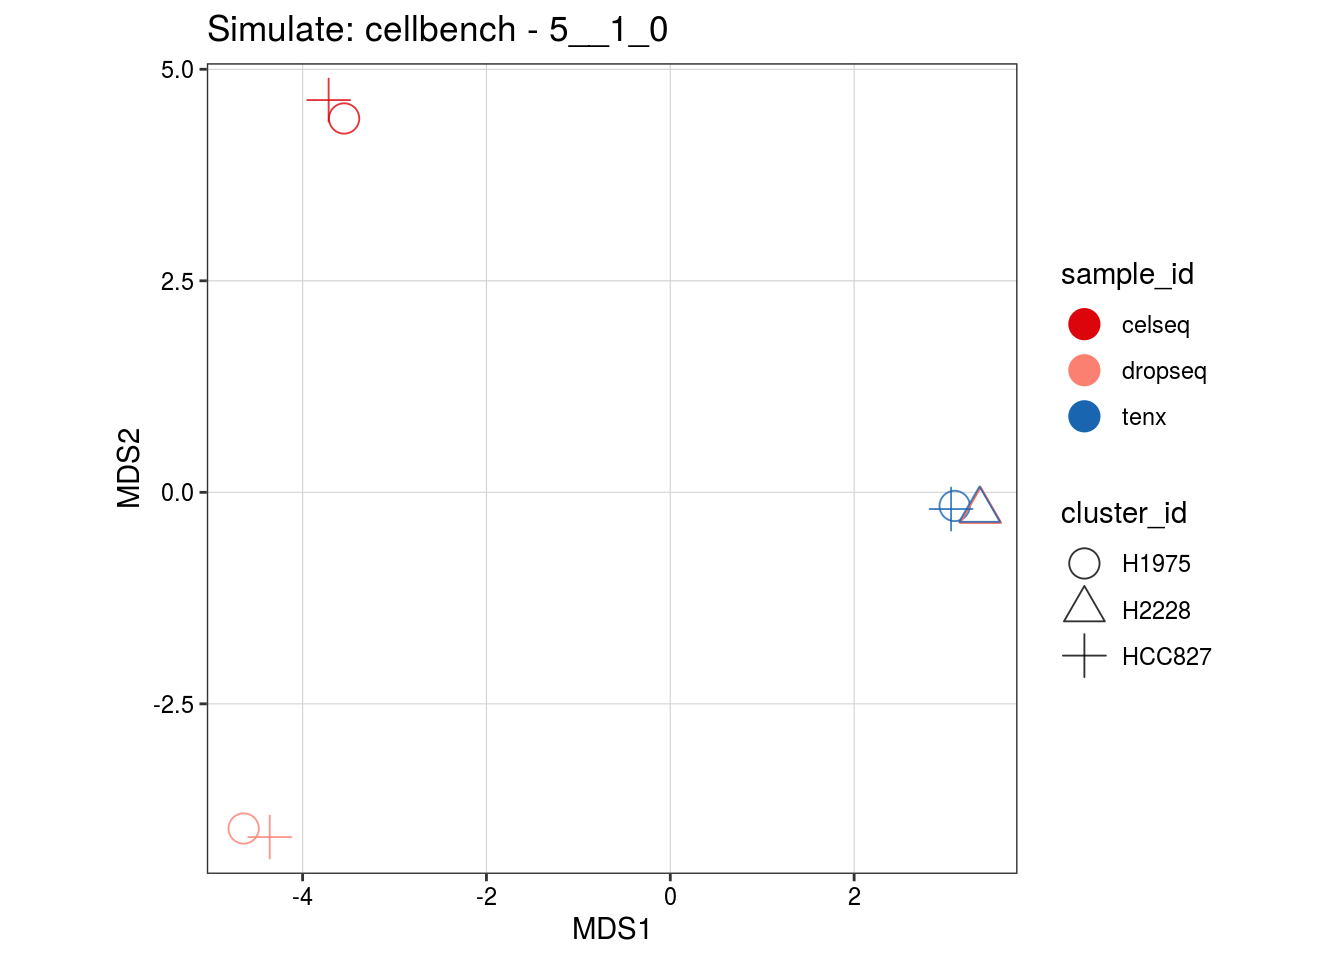 Simulate: cellbench - 5__1_0
5.0
2.5
0.0
-2.5
MDS2
-4
-2
0
2
MDS1
sample_id
celseq
dropseq
tenx
cluster_id
H1975
H2228
HCC827